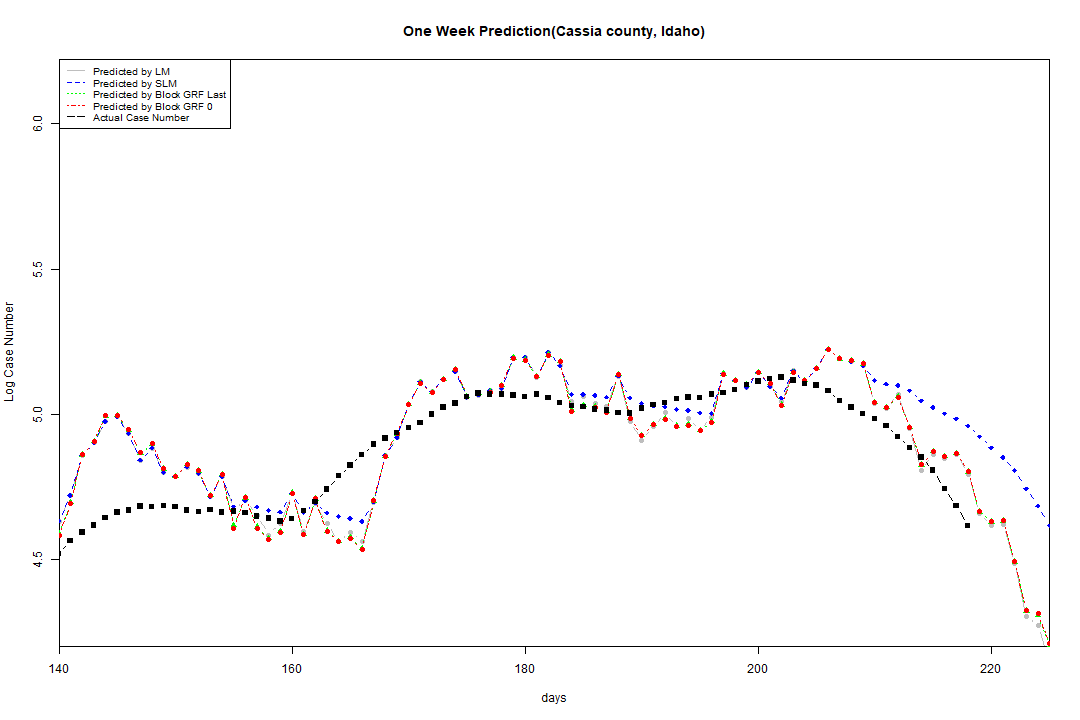 One Week Prediction(Cassia county, Idaho)
Predicted by LM
Predicted by SLM
Predicted by Block GRF Last
Predicted by Block GRF 0
Actual Case Number
6.0
5.5
5.0
4.5
Log Case Number
140 160 180 200 220
days